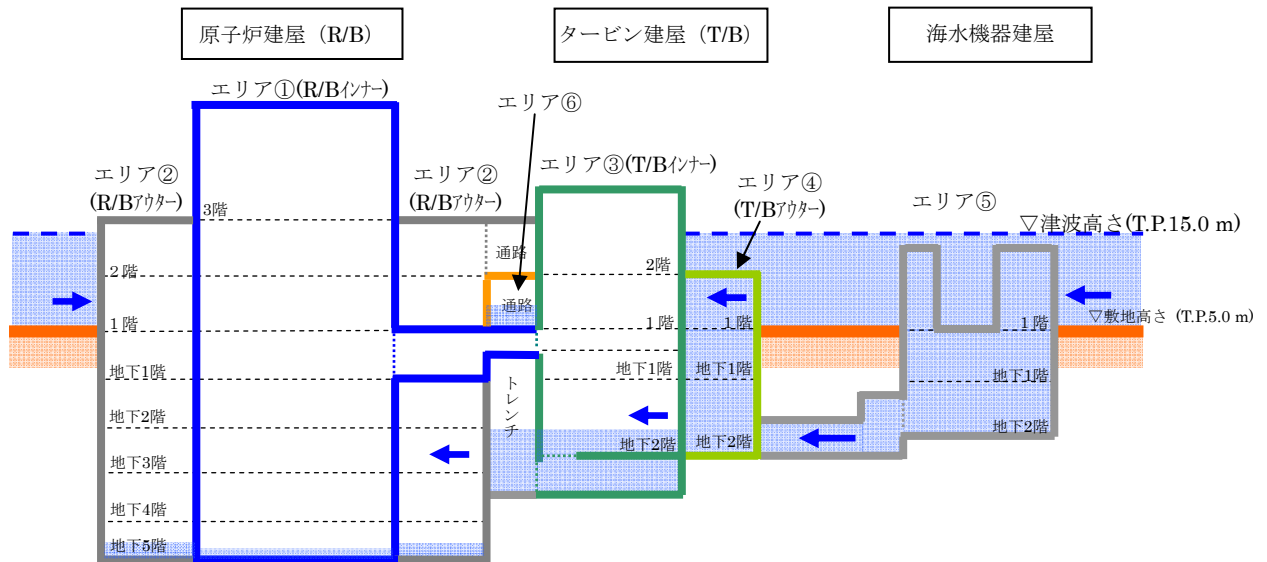 原子炉建屋（R/B）
タービン建屋（T/B）
海水機器建屋
エリア①(R/Bインナー)
エリア⑥
エリア③(T/Bインナー)
エリア②
(R/Bアウター)
エリア②
(R/Bアウター)
エリア④
(T/Bアウター)
エリア⑤
▽津波高さ(T.P.15.0 m)
3階
通路
2階
2階
通路
1階
1階
1階
1階
▽敷地高さ (T.P.5.0 m)
地下1階
地下1階
地下1階
地下1階
トレンチ
地下2階
地下2階
地下2階
地下2階
地下3階
地下4階
地下5階